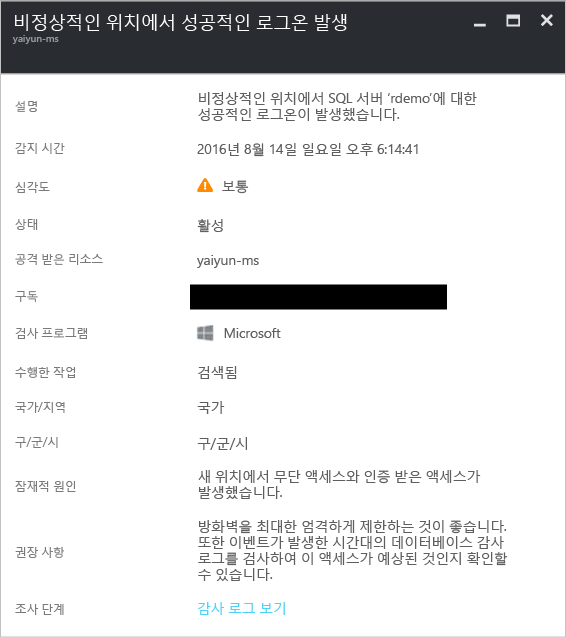 비정상적인 위치에서 성공적인 로그온 발생
yaiyun-ms
설명
비정상적인 위치에서 SQL 서버 ‘rdemo’에 대한
성공적인 로그온이 발생했습니다.
감지 시간
2016년 8월 14일 일요일 오후 6:14:41
심각도
보통
상태
활성
공격 받은 리소스
yaiyun-ms
구독
검사 프로그램
Microsoft
수행한 작업
검색됨
국가/지역
국가
구/군/시
구/군/시
잠재적 원인
새 위치에서 무단 액세스와 인증 받은 액세스가
발생했습니다.
권장 사항
방화벽을 최대한 엄격하게 제한하는 것이 좋습니다.
또한 이벤트가 발생한 시간대의 데이터베이스 감사
로그를 검사하여 이 액세스가 예상된 것인지 확인할
수 있습니다.
조사 단계
감사 로그 보기